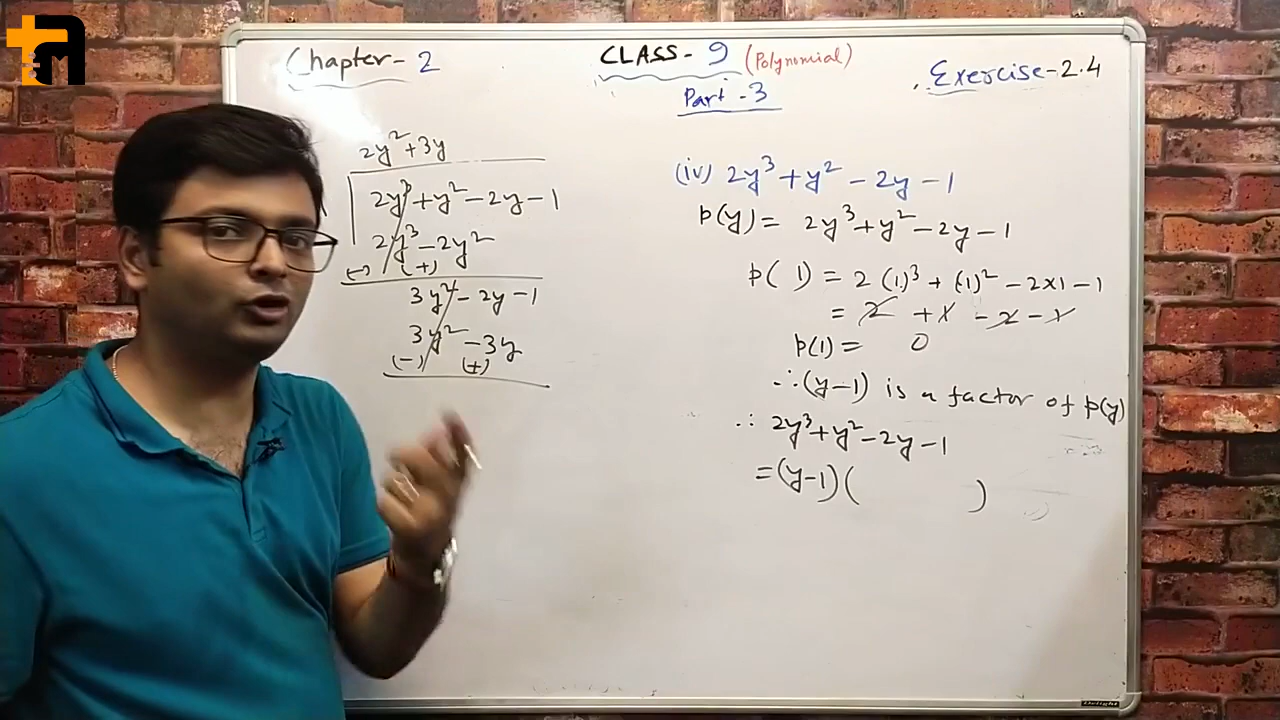 Chapter - 2
CLASS - 9 (Polynomial)
Part - 3
Exercise - 2.4
2y² + 3y
2y³ + y² - 2y - 1
2y³ - 2y²
(-) (+)
3y² - 2y - 1
3y² - 3y
(-) (+)
(iv) 2y³ + y² - 2y - 1
p(y) = 2y³ + y² - 2y - 1
p( 1) = 2 (1)³ + (1)² - 2×1 - 1
= 2 + 1 - 2 - 1
p(1) = 0
∴ (y-1) is a factor of p(y)
∴ 2y³ + y² - 2y - 1
= (y-1) ( )